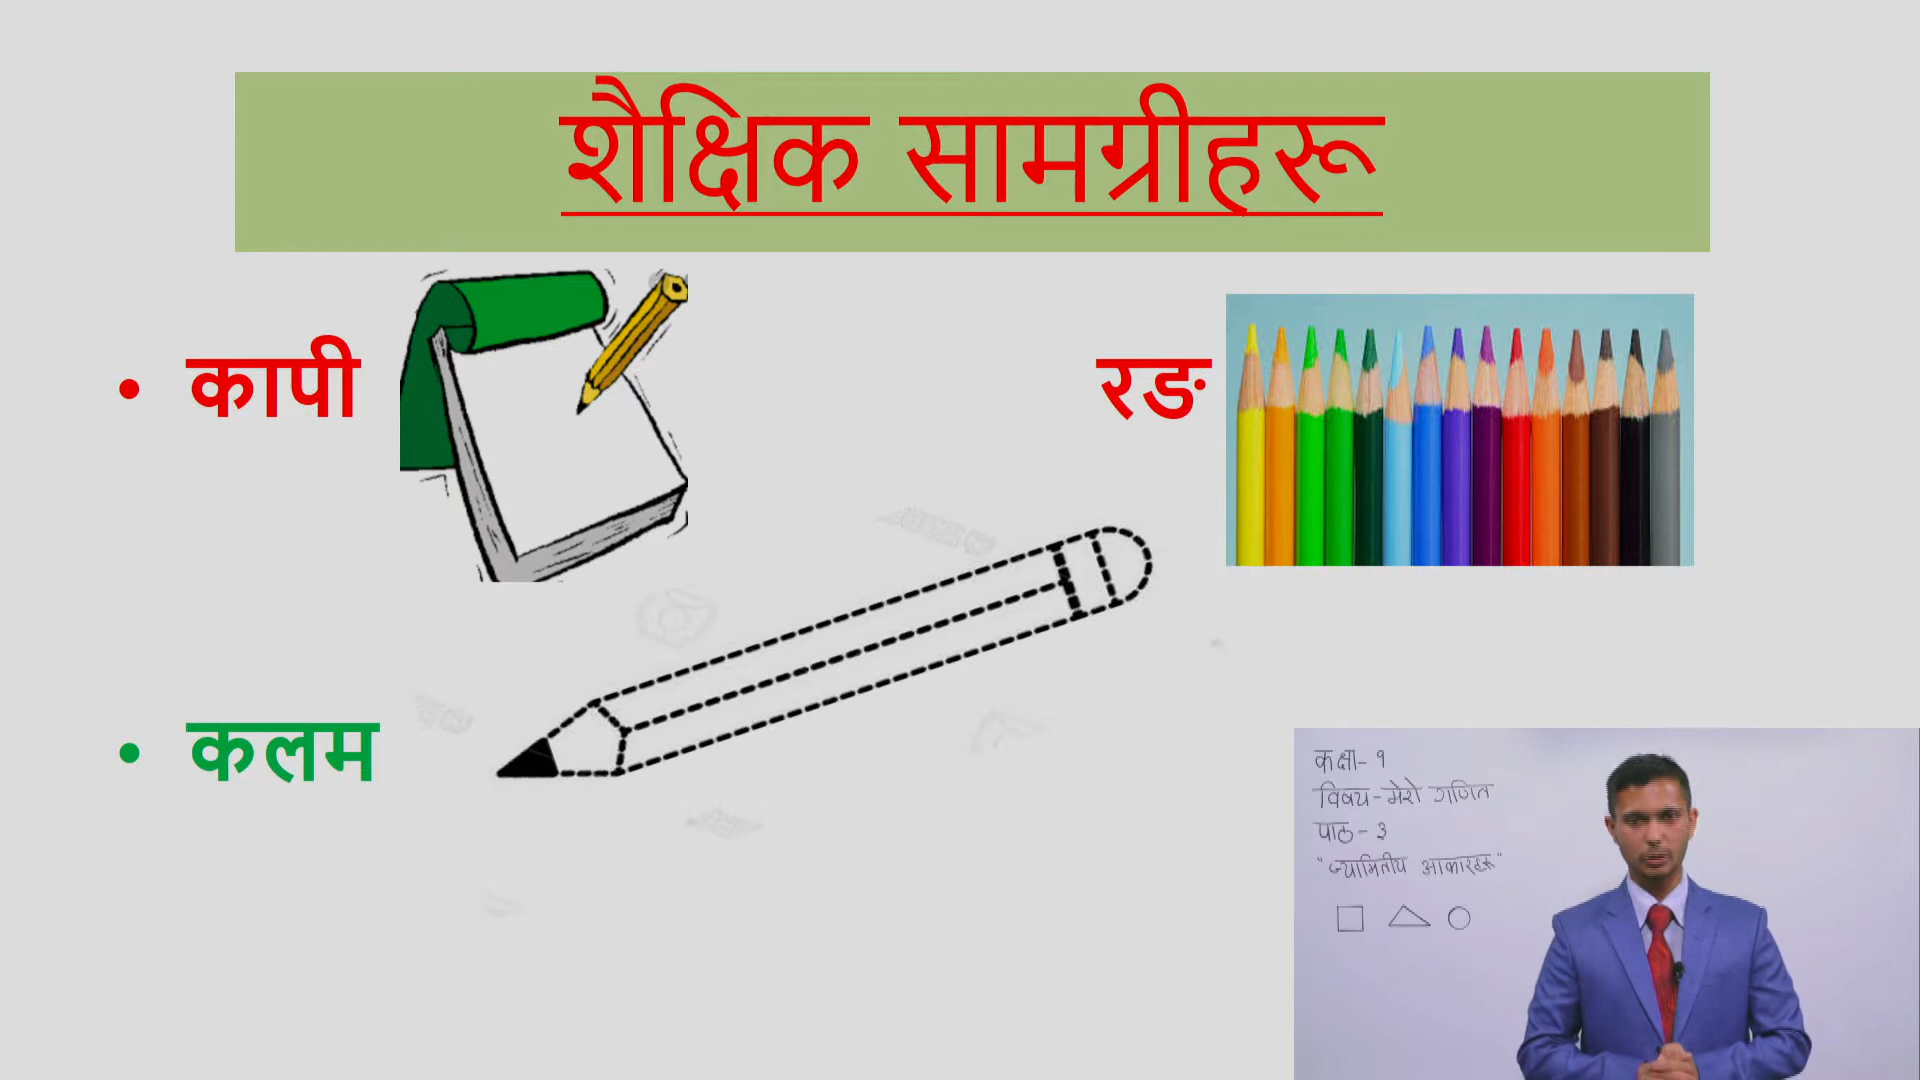 शैक्षिक सामग्रीहरू
• कापी
रङ
• कलम
कक्षा- १
विषय-मेरो गणित
पाठ- ३
"ज्यामितीय आकारहरू"